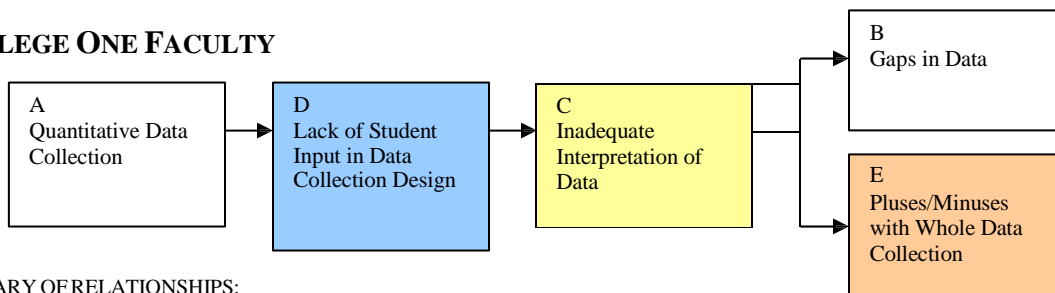 LEGE ONE FACULTY
A
Quantitative Data
Collection
D
Lack of Student
Input in Data
Collection Design
C
Inadequate
Interpretation of
Data
B
Gaps in Data
E
Pluses/Minuses
with Whole Data
Collection
ARY OF RELATIONSHIPS: